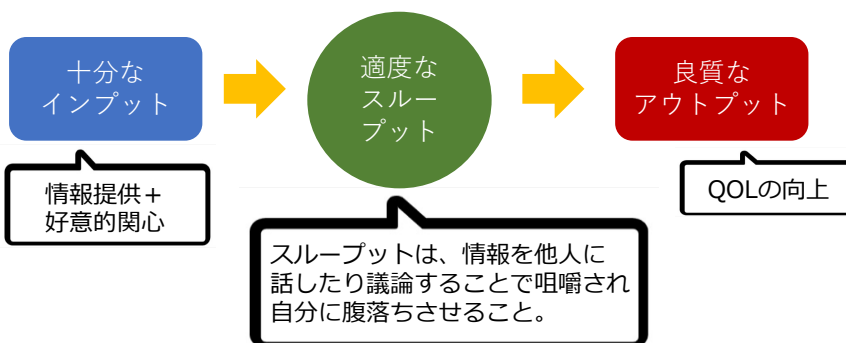 十分な
インプット
適度な
スルー
プット
良質な
アウトプット
情報提供＋
好意的関心
QOLの向上
スループットは、情報を他人に
話したり議論することで咀嚼され
自分に腹落ちさせること。